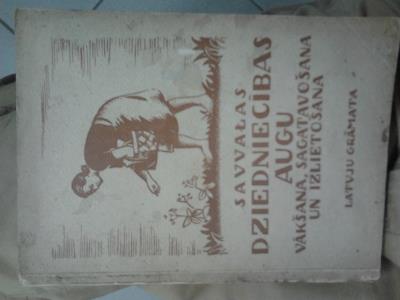 SAVVAĻAS
DZIEDNIECĪBAS
AUGU
VĀKŠANA, SAGATAVOŠANA
UN IZLIETOŠANA
LATVJU GRĀMATA